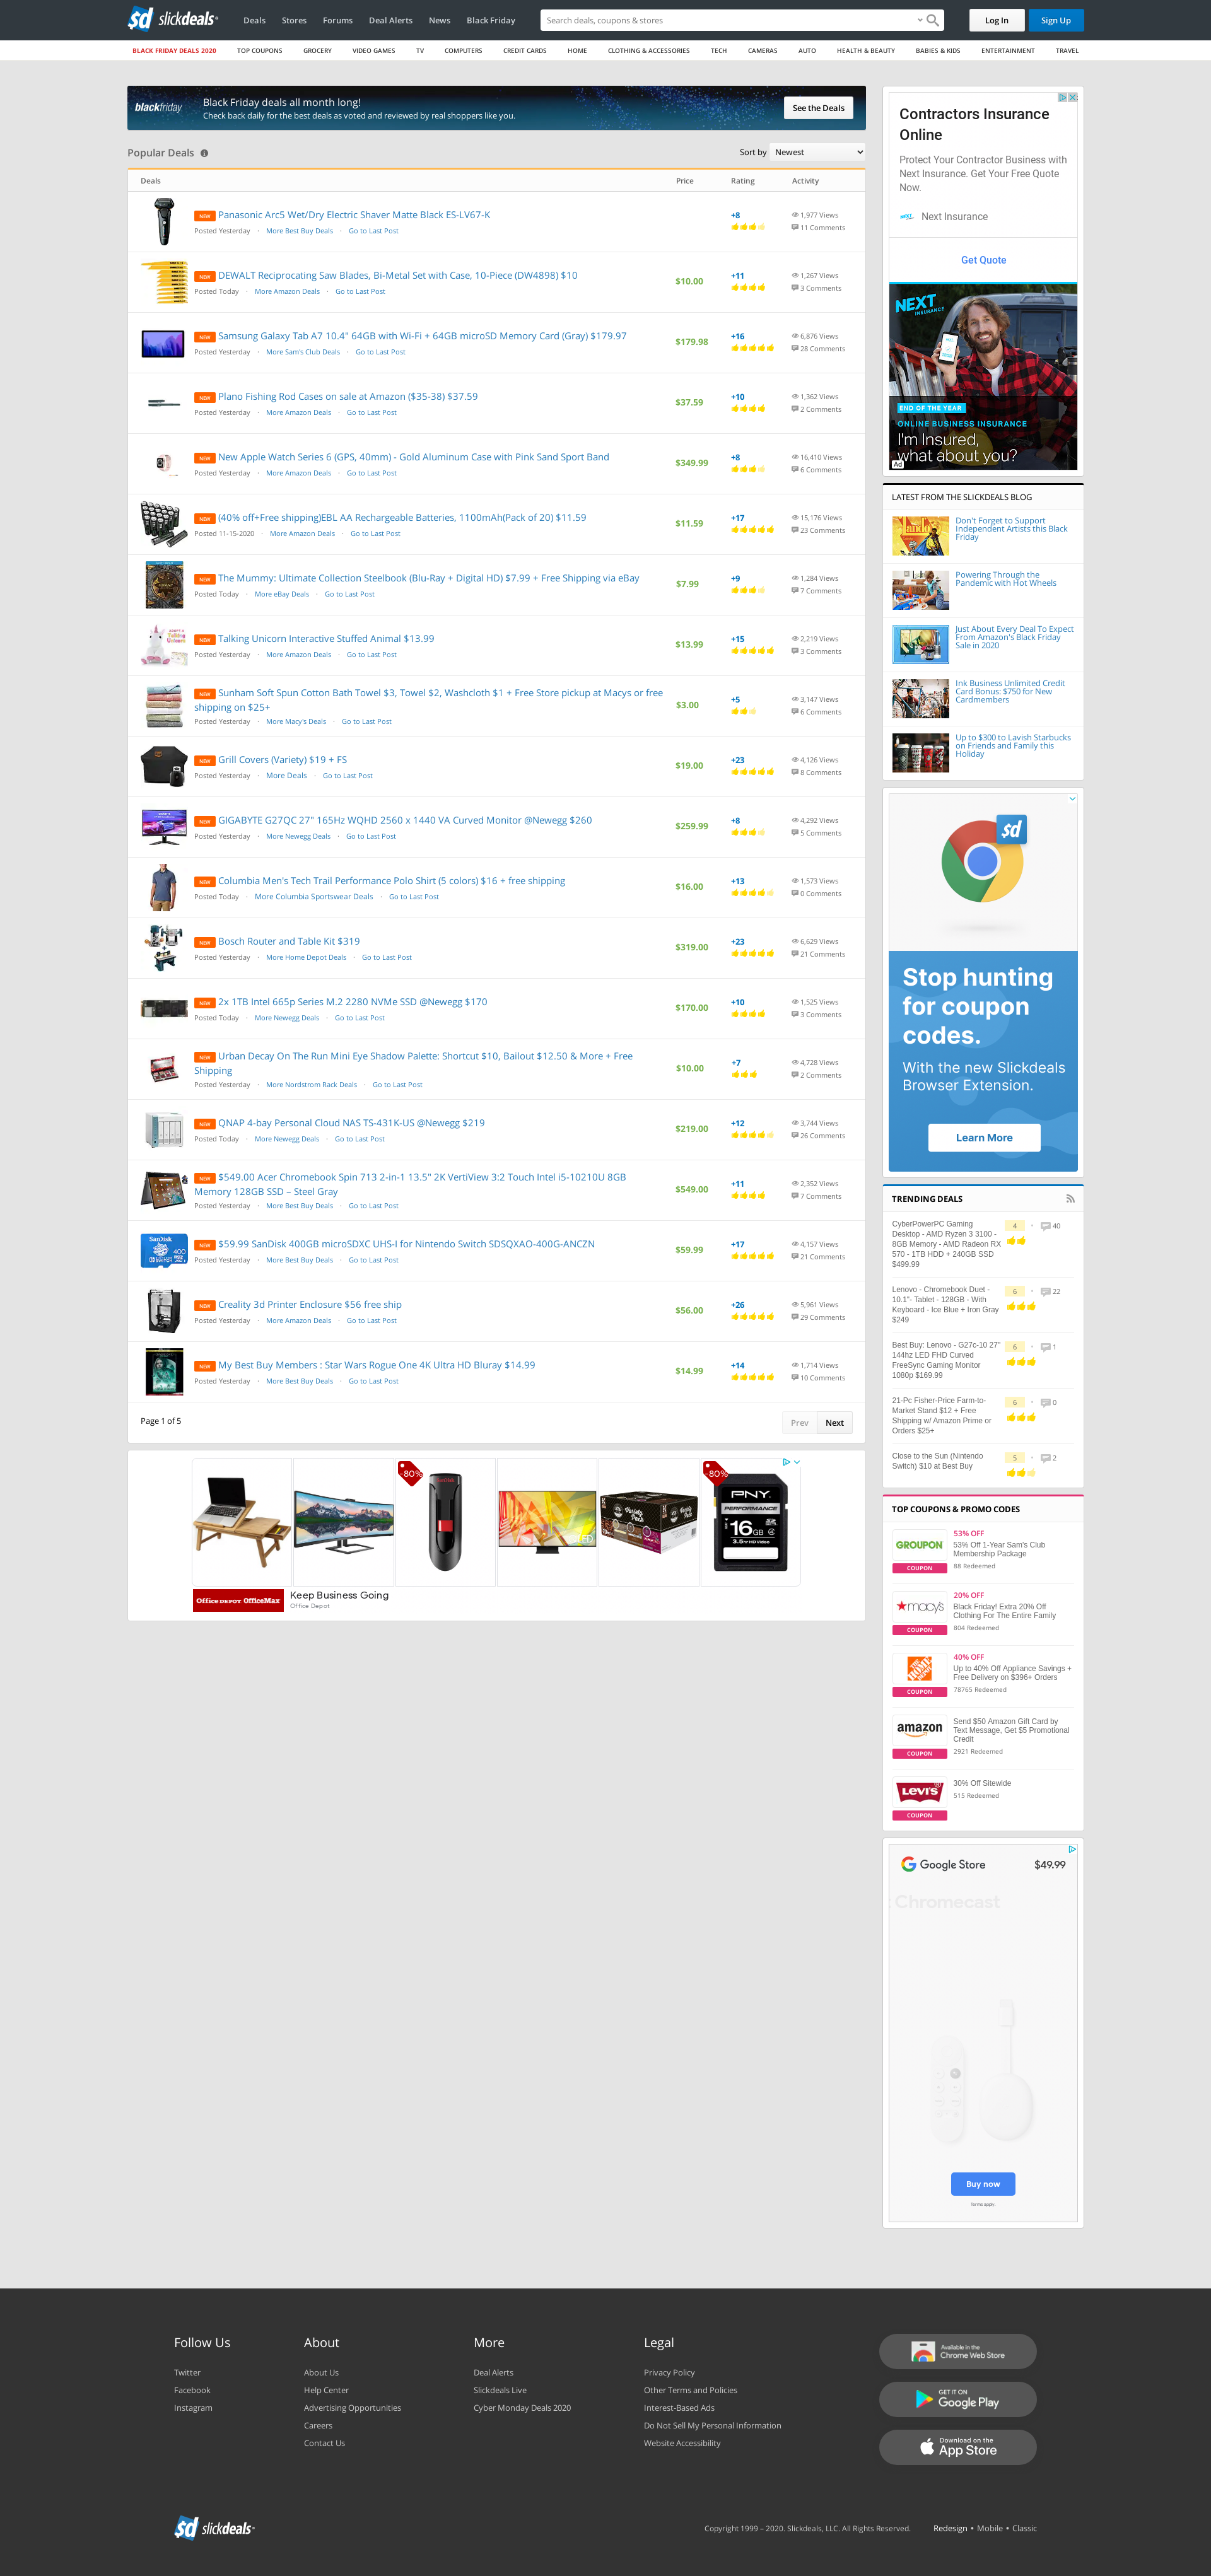 slickdeals
Deals Stores Forums Deal Alerts News Black Friday
Search deals, coupons & stores
Log In
Sign Up
BLACK FRIDAY DEALS 2020 TOP COUPONS GROCERY VIDEO GAMES TV COMPUTERS CREDIT CARDS HOME CLOTHING & ACCESSORIES TECH CAMERAS AUTO HEALTH & BEAUTY BABIES & KIDS ENTERTAINMENT TRAVEL
blackfriday
Black Friday deals all month long!
Check back daily for the best deals as voted and reviewed by real shoppers like you.
See the Deals
Popular Deals
Sort by Newest
Deals Price Rating Activity
NEW Panasonic Arc5 Wet/Dry Electric Shaver Matte Black ES-LV67-K
+8 1,977 Views
Posted Yesterday · More Best Buy Deals · Go to Last Post
11 Comments
NEW DEWALT Reciprocating Saw Blades, Bi-Metal Set with Case, 10-Piece (DW4898) $10
$10.00 +11 1,267 Views
Posted Today · More Amazon Deals · Go to Last Post
3 Comments
NEW Samsung Galaxy Tab A7 10.4" 64GB with Wi-Fi + 64GB microSD Memory Card (Gray) $179.97
$179.98 +16 6,876 Views
Posted Yesterday · More Sam's Club Deals · Go to Last Post
28 Comments
NEW Plano Fishing Rod Cases on sale at Amazon ($35-38) $37.59
$37.59 +10 1,362 Views
Posted Yesterday · More Amazon Deals · Go to Last Post
2 Comments
NEW New Apple Watch Series 6 (GPS, 40mm) - Gold Aluminum Case with Pink Sand Sport Band
$349.99 +8 16,410 Views
Posted Yesterday · More Amazon Deals · Go to Last Post
6 Comments
NEW (40% off+Free shipping)EBL AA Rechargeable Batteries, 1100mAh(Pack of 20) $11.59
$11.59 +17 15,176 Views
Posted 11-15-2020 · More Amazon Deals · Go to Last Post
23 Comments
NEW The Mummy: Ultimate Collection Steelbook (Blu-Ray + Digital HD) $7.99 + Free Shipping via eBay
$7.99 +9 1,284 Views
Posted Today · More eBay Deals · Go to Last Post
7 Comments
NEW Talking Unicorn Interactive Stuffed Animal $13.99
$13.99 +15 2,219 Views
Posted Yesterday · More Amazon Deals · Go to Last Post
3 Comments
NEW Sunham Soft Spun Cotton Bath Towel $3, Towel $2, Washcloth $1 + Free Store pickup at Macys or free
shipping on $25+
$3.00 +5 3,147 Views
Posted Yesterday · More Macy's Deals · Go to Last Post
6 Comments
NEW Grill Covers (Variety) $19 + FS
$19.00 +23 4,126 Views
Posted Yesterday · More Deals · Go to Last Post
8 Comments
NEW GIGABYTE G27QC 27" 165Hz WQHD 2560 x 1440 VA Curved Monitor @Newegg $260
$259.99 +8 4,292 Views
Posted Yesterday · More Newegg Deals · Go to Last Post
5 Comments
NEW Columbia Men's Tech Trail Performance Polo Shirt (5 colors) $16 + free shipping
$16.00 +13 1,573 Views
Posted Today · More Columbia Sportswear Deals · Go to Last Post
0 Comments
NEW Bosch Router and Table Kit $319
$319.00 +23 6,629 Views
Posted Yesterday · More Home Depot Deals · Go to Last Post
21 Comments
NEW 2x 1TB Intel 665p Series M.2 2280 NVMe SSD @Newegg $170
$170.00 +10 1,525 Views
Posted Today · More Newegg Deals · Go to Last Post
3 Comments
NEW Urban Decay On The Run Mini Eye Shadow Palette: Shortcut $10, Bailout $12.50 & More + Free
Shipping
$10.00 +7 4,728 Views
Posted Yesterday · More Nordstrom Rack Deals · Go to Last Post
2 Comments
NEW QNAP 4-bay Personal Cloud NAS TS-431K-US @Newegg $219
$219.00 +12 3,744 Views
Posted Today · More Newegg Deals · Go to Last Post
26 Comments
NEW $549.00 Acer Chromebook Spin 713 2-in-1 13.5" 2K VertiView 3:2 Touch Intel i5-10210U 8GB
Memory 128GB SSD – Steel Gray
$549.00 +11 2,352 Views
Posted Yesterday · More Best Buy Deals · Go to Last Post
7 Comments
NEW $59.99 SanDisk 400GB microSDXC UHS-I for Nintendo Switch SDSQXAO-400G-ANCZN
$59.99 +17 4,157 Views
Posted Yesterday · More Best Buy Deals · Go to Last Post
21 Comments
NEW Creality 3d Printer Enclosure $56 free ship
$56.00 +26 5,961 Views
Posted Yesterday · More Amazon Deals · Go to Last Post
29 Comments
NEW My Best Buy Members : Star Wars Rogue One 4K Ultra HD Bluray $14.99
$14.99 +14 1,714 Views
Posted Yesterday · More Best Buy Deals · Go to Last Post
10 Comments
Page 1 of 5
Prev Next
-80%
-80%
PNY
PERFORMANCE
16 GB
Office DEPOT OfficeMax
Keep Business Going
Office Depot
Contractors Insurance
Online
Protect Your Contractor Business with
Next Insurance. Get Your Free Quote
Now.
Next Insurance
Get Quote
NEXT
INSURANCE
END OF THE YEAR
ONLINE BUSINESS INSURANCE
I'm Insured,
what about you?
Ad
LATEST FROM THE SLICKDEALS BLOG
Don't Forget to Support
Independent Artists this Black
Friday
Powering Through the
Pandemic with Hot Wheels
Just About Every Deal To Expect
From Amazon's Black Friday
Sale in 2020
Ink Business Unlimited Credit
Card Bonus: $750 for New
Cardmembers
Up to $300 to Lavish Starbucks
on Friends and Family this
Holiday
sd
Stop hunting
for coupon
codes.
With the new Slickdeals
Browser Extension.
Learn More
TRENDING DEALS
CyberPowerPC Gaming
Desktop - AMD Ryzen 3 3100 -
8GB Memory - AMD Radeon RX
570 - 1TB HDD + 240GB SSD
$499.99
4 · 40
Lenovo - Chromebook Duet -
10.1"- Tablet - 128GB - With
Keyboard - Ice Blue + Iron Gray
$249
6 · 22
Best Buy: Lenovo - G27c-10 27"
144hz LED FHD Curved
FreeSync Gaming Monitor
1080p $169.99
6 · 1
21-Pc Fisher-Price Farm-to-
Market Stand $12 + Free
Shipping w/ Amazon Prime or
Orders $25+
6 · 0
Close to the Sun (Nintendo
Switch) $10 at Best Buy
5 · 2
TOP COUPONS & PROMO CODES
GROUPON
COUPON
53% OFF
53% Off 1-Year Sam's Club
Membership Package
88 Redeemed
macy's
COUPON
20% OFF
Black Friday! Extra 20% Off
Clothing For The Entire Family
804 Redeemed
COUPON
40% OFF
Up to 40% Off Appliance Savings +
Free Delivery on $396+ Orders
78765 Redeemed
amazon
COUPON
Send $50 Amazon Gift Card by
Text Message, Get $5 Promotional
Credit
2921 Redeemed
LEVI'S
COUPON
30% Off Sitewide
515 Redeemed
Google Store $49.99
Chromecast
Buy now
Terms apply.
Follow Us
Twitter
Facebook
Instagram
About
About Us
Help Center
Advertising Opportunities
Careers
Contact Us
More
Deal Alerts
Slickdeals Live
Cyber Monday Deals 2020
Legal
Privacy Policy
Other Terms and Policies
Interest-Based Ads
Do Not Sell My Personal Information
Website Accessibility
Available in the
Chrome Web Store
GET IT ON
Google Play
Download on the
App Store
slickdeals
Copyright 1999 – 2020. Slickdeals, LLC. All Rights Reserved.
Redesign • Mobile • Classic